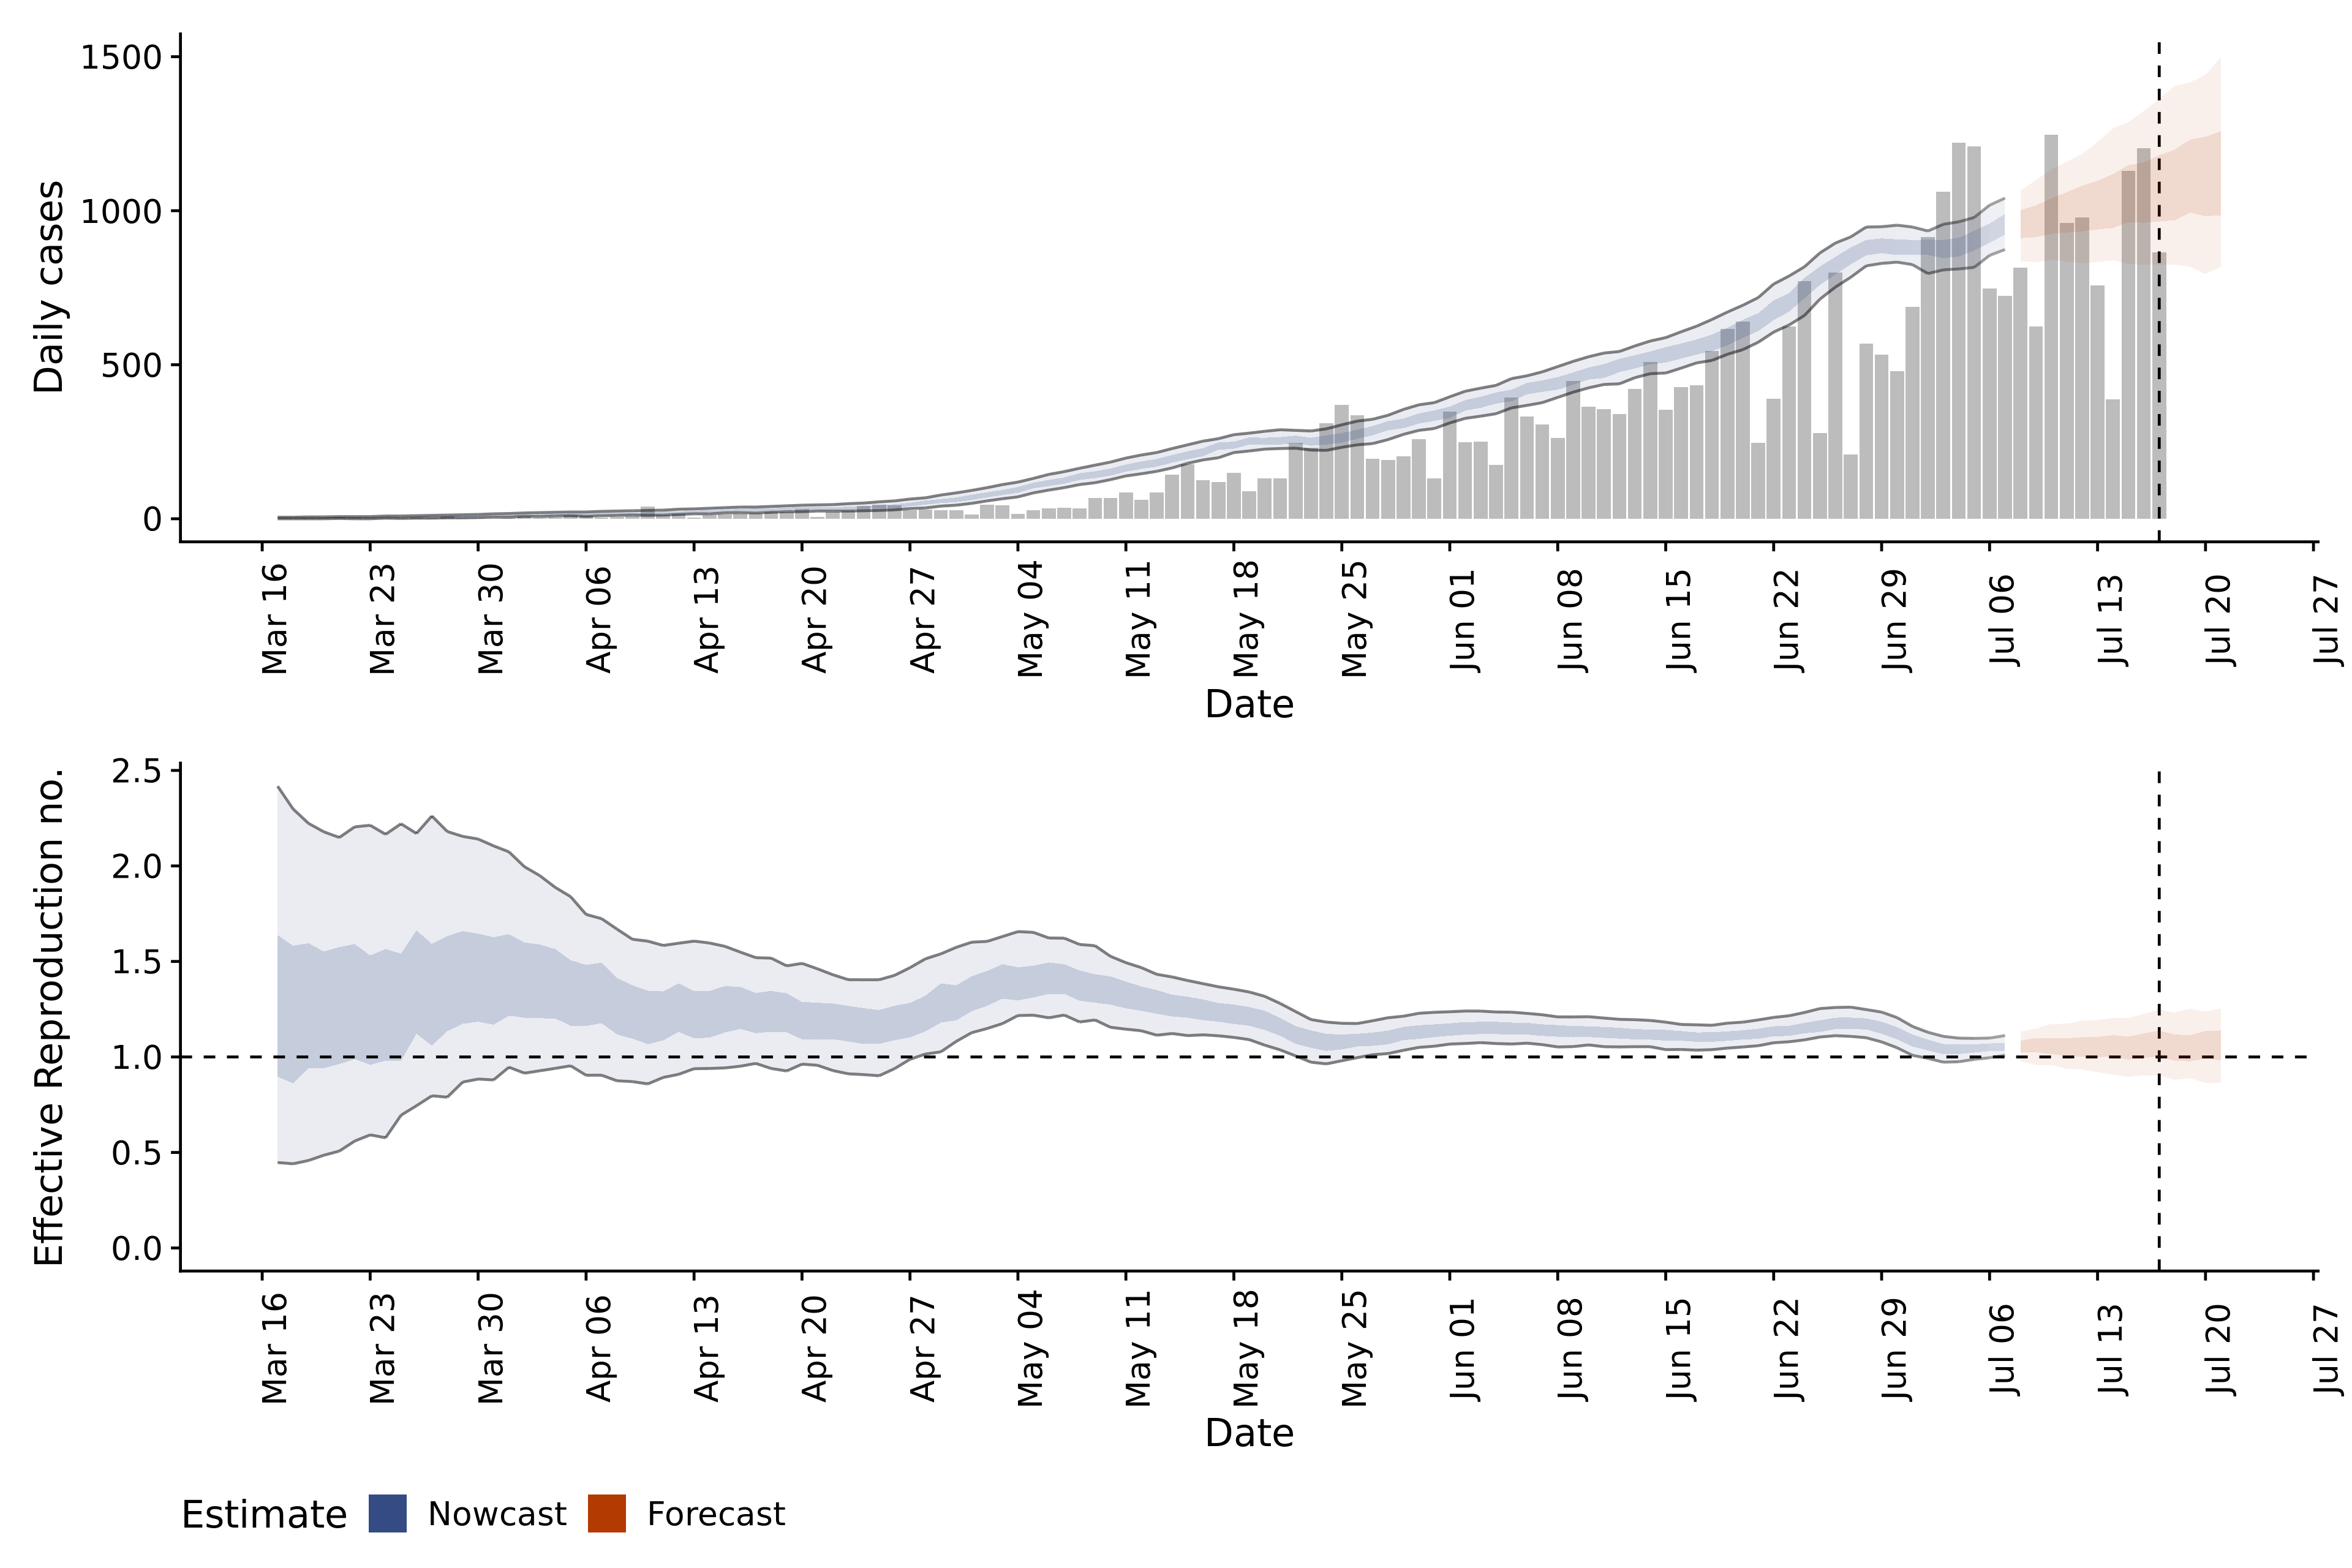 1500
1000
500
0
Daily cases
Mar 16
Mar 23
Mar 30
Apr 06
Apr 13
Apr 20
Apr 27
May 04
May 11
May 18
May 25
Jun 01
Jun 08
Jun 15
Jun 22
Jun 29
Jul 06
Jul 13
Jul 20
Jul 27
Date
2.5
2.0
1.5
1.0
0.5
0.0
Effective Reproduction no.
Mar 16
Mar 23
Mar 30
Apr 06
Apr 13
Apr 20
Apr 27
May 04
May 11
May 18
May 25
Jun 01
Jun 08
Jun 15
Jun 22
Jun 29
Jul 06
Jul 13
Jul 20
Jul 27
Date
Estimate Nowcast Forecast